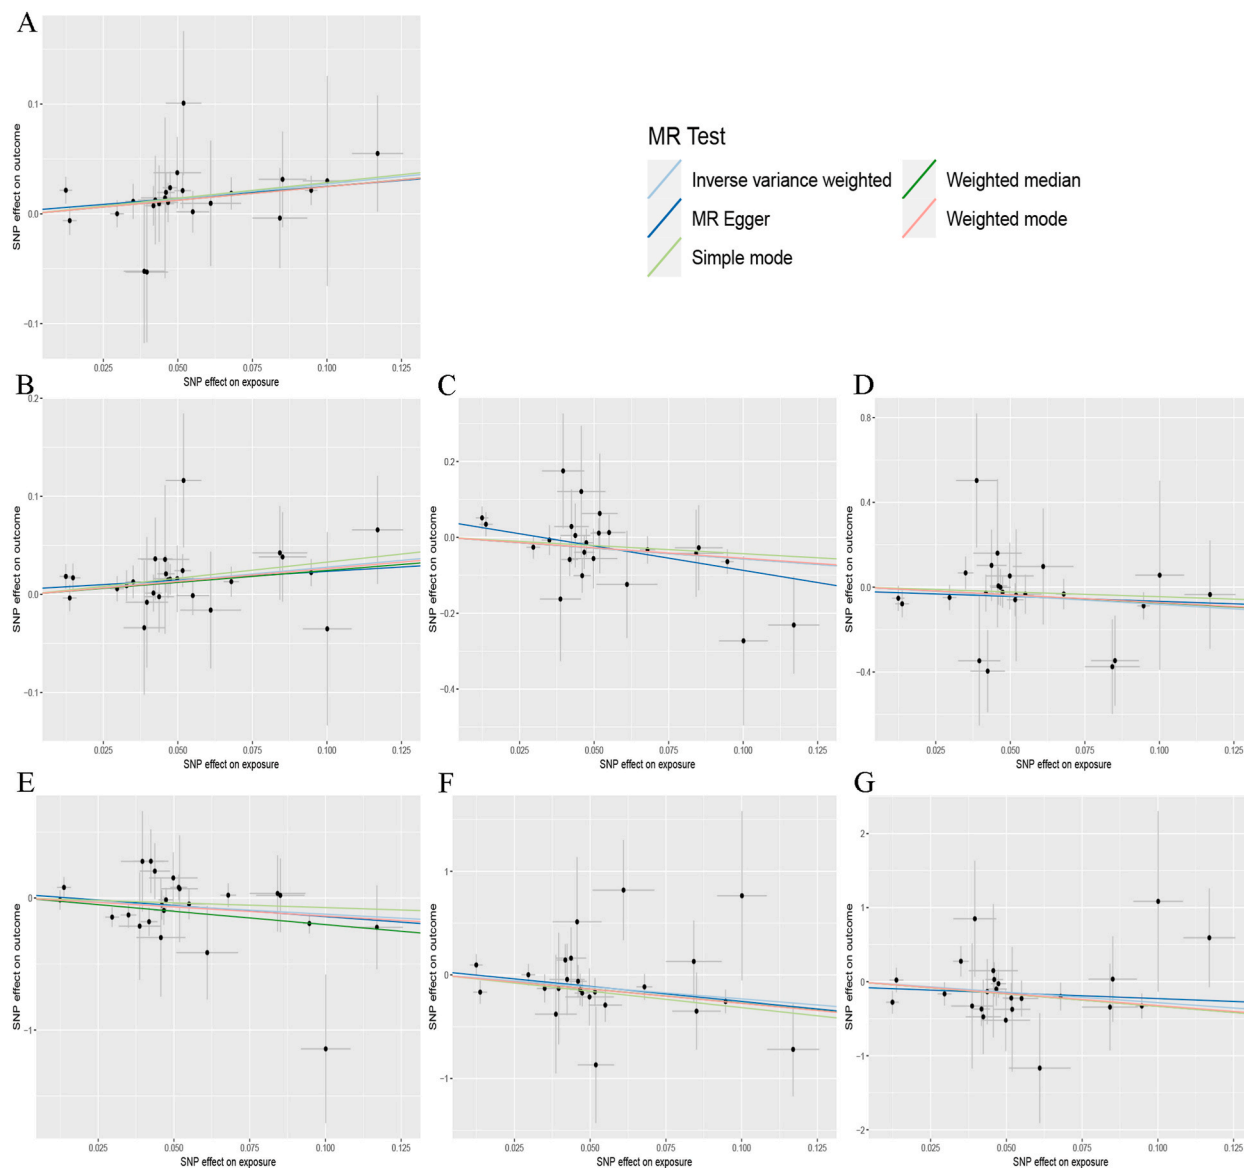 A
0.1
0.0
−0.1
SNP effect on outcome
0.025 0.050 0.075 0.100 0.125
SNP effect on exposure
MR Test
Inverse variance weighted
MR Egger
Simple mode
Weighted median
Weighted mode
B
0.2
0.1
0.0
−0.1
SNP effect on outcome
0.025 0.050 0.075 0.100 0.125
SNP effect on exposure
C
0.2
0.0
−0.2
−0.4
SNP effect on outcome
0.025 0.050 0.075 0.100 0.125
SNP effect on exposure
D
0.8
0.4
0.0
−0.4
SNP effect on outcome
0.025 0.050 0.075 0.100 0.125
SNP effect on exposure
E
0
−1
SNP effect on outcome
0.025 0.050 0.075 0.100 0.125
SNP effect on exposure
F
1
0
−1
SNP effect on outcome
0.025 0.050 0.075 0.100 0.125
SNP effect on exposure
G
2
1
0
−1
−2
SNP effect on outcome
0.025 0.050 0.075 0.100 0.125
SNP effect on exposure